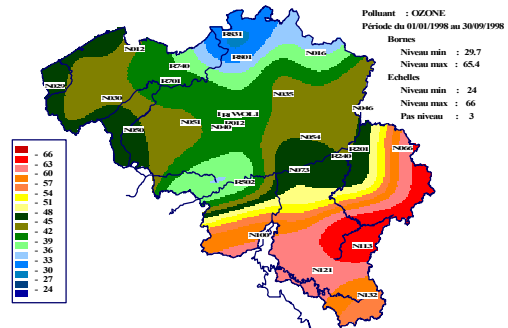 Polluant : OZONE
Période du 01/01/1998 au 30/09/1998
Bornes
Niveau min : 29.7
Niveau max : 65.4
Echelles
Niveau min : 24
Niveau max : 66
Pas niveau : 3
R831
N012
N016
R801
R740
R701
N029
N030
N035
N046
WOL1
R012
N051
N040
N050
N054
R201
R240
N066
N073
R502
N100
N113
N121
N132
- 66
- 63
- 60
- 57
- 54
- 51
- 48
- 45
- 42
- 39
- 36
- 33
- 30
- 27
- 24